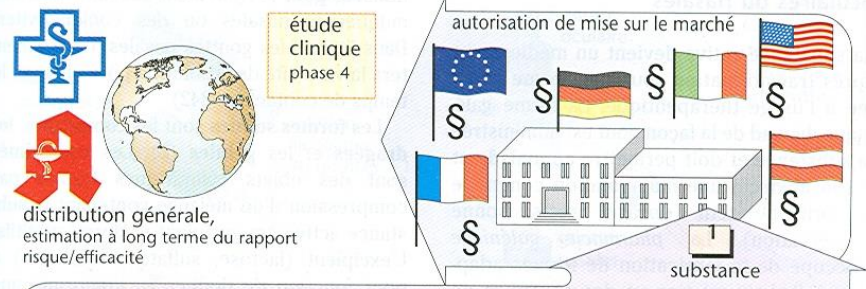 étude
clinique
phase 4
autorisation de mise sur le marché
§
§
§
§
§
§
distribution générale,
estimation à long terme du rapport
risque/efficacité
1
substance